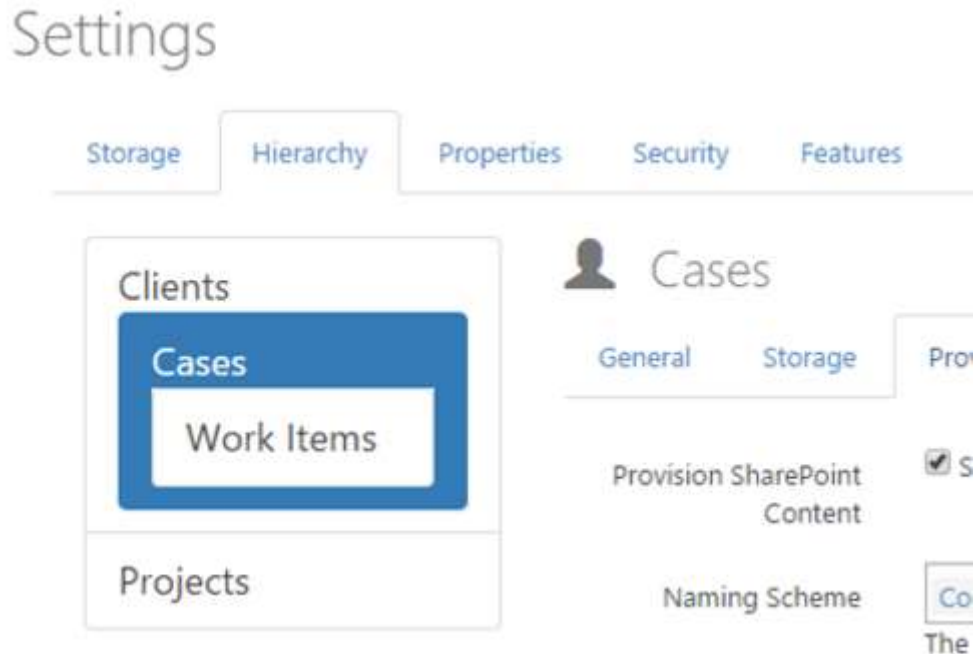 Settings
Storage Hierarchy Properties Security Features
Clients
Cases
Work Items
Projects
Cases
General Storage
Provision SharePoint
Content
Naming Scheme
The